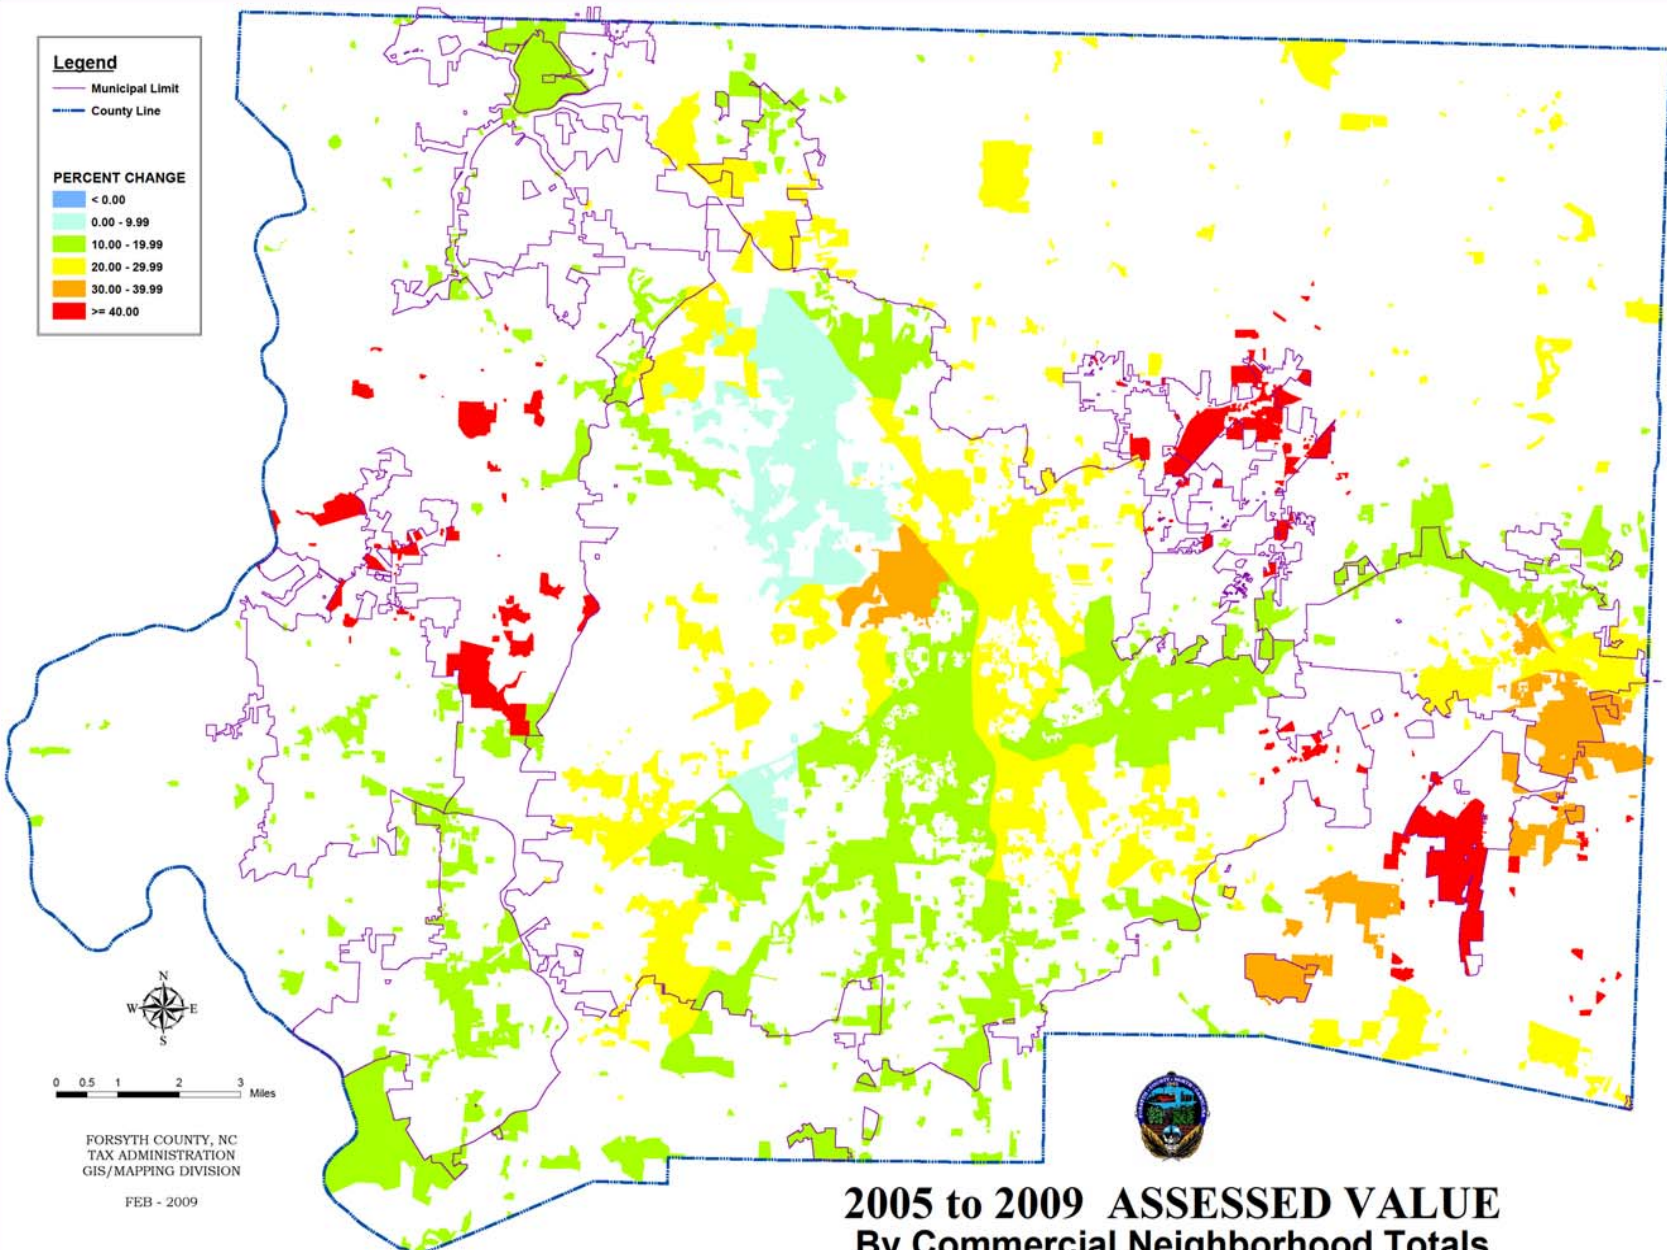 Legend
Municipal Limit
County Line
PERCENT CHANGE
< 0.00
0.00 - 9.99
10.00 - 19.99
20.00 - 29.99
30.00 - 39.99
>= 40.00
N
W E
S
0 0.5 1 2 3 Miles
FORSYTH COUNTY, NC
TAX ADMINISTRATION
GIS/MAPPING DIVISION
FEB - 2009
2005 to 2009 ASSESSED VALUE
By Commercial Neighborhood Totals